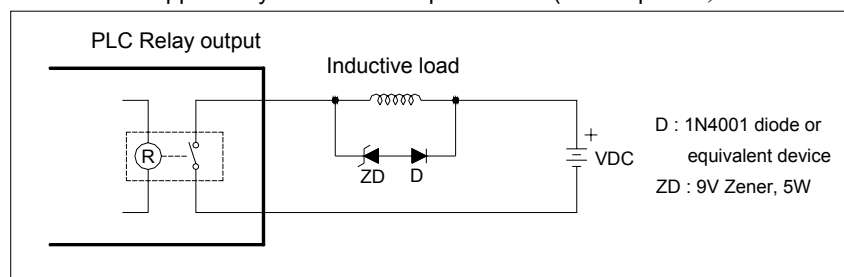 PLC Relay output
Inductive load
R
ZD
D
+
VDC
D : 1N4001 diode or
equivalent device
ZD : 9V Zener, 5W